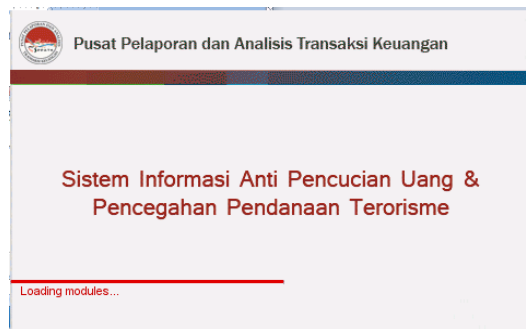 Pusat Pelaporan dan Analisis Transaksi Keuangan
Sistem Informasi Anti Pencucian Uang &
Pencegahan Pendanaan Terorisme
Loading modules...